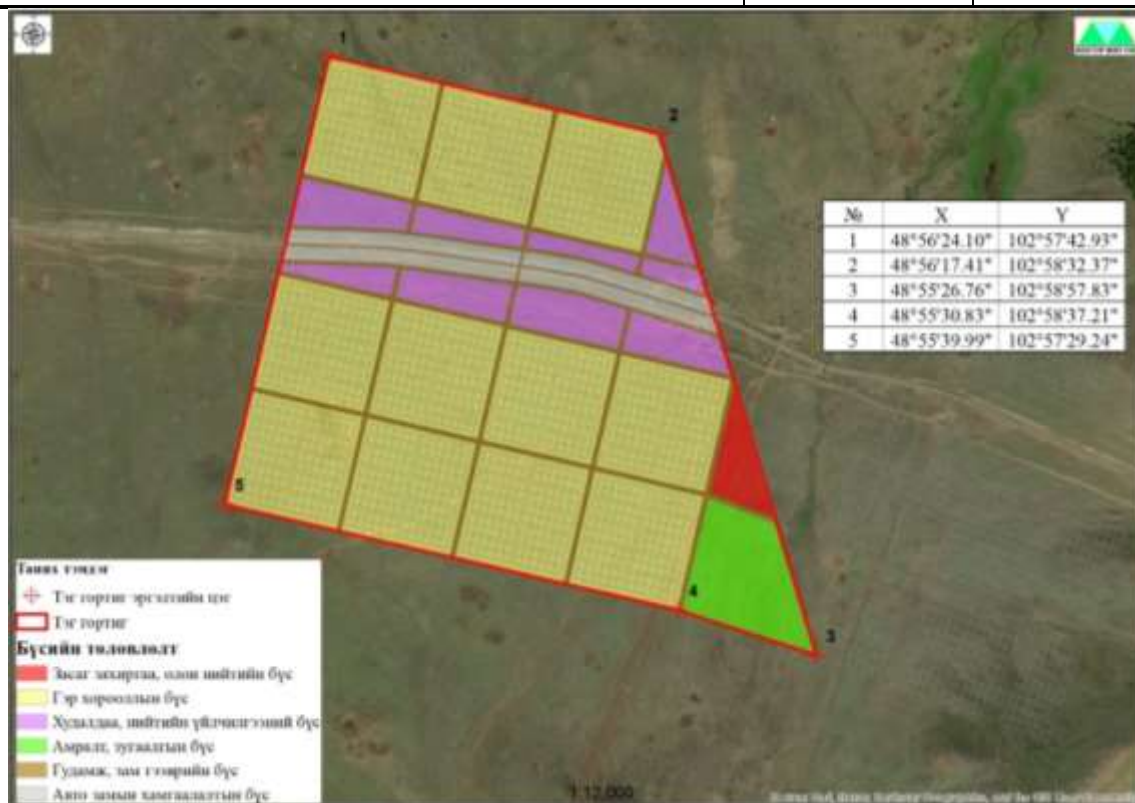 1
2
№ X Y
1 48°56'24.10" 102°57'42.93"
2 48°56'17.41" 102°58'32.37"
3 48°55'26.76" 102°58'57.83"
4 48°55'30.83" 102°58'37.21"
5 48°55'39.99" 102°57'29.24"
5
4
3
Таних тэмдэг
Тэг гортиг эргэлтийн цэг
Тэг гортиг
Бүсийн төлөвлөлт
Засаг захиргаа, олон нийтийн бүс
Гэр хорооллын бүс
Худалдаа, нийтийн үйлчилгээний бүс
Амралт, зугаалгын бүс
Гудамж, зам тээврийн бүс
Авто замын хамгаалалтын бүс
1:12,000